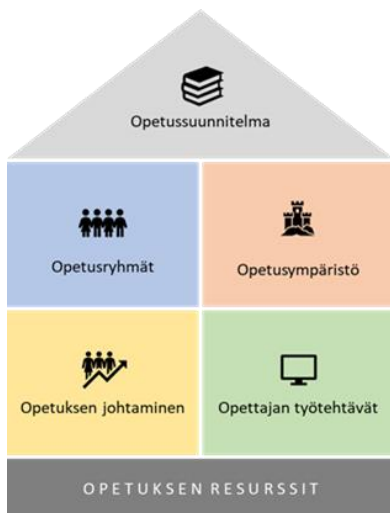 Opetussuunnitelma
Opetusryhmät
Opetusympäristö
Opetuksen johtaminen
Opettajan työtehtävät
OPETUKSEN RESURSSIT